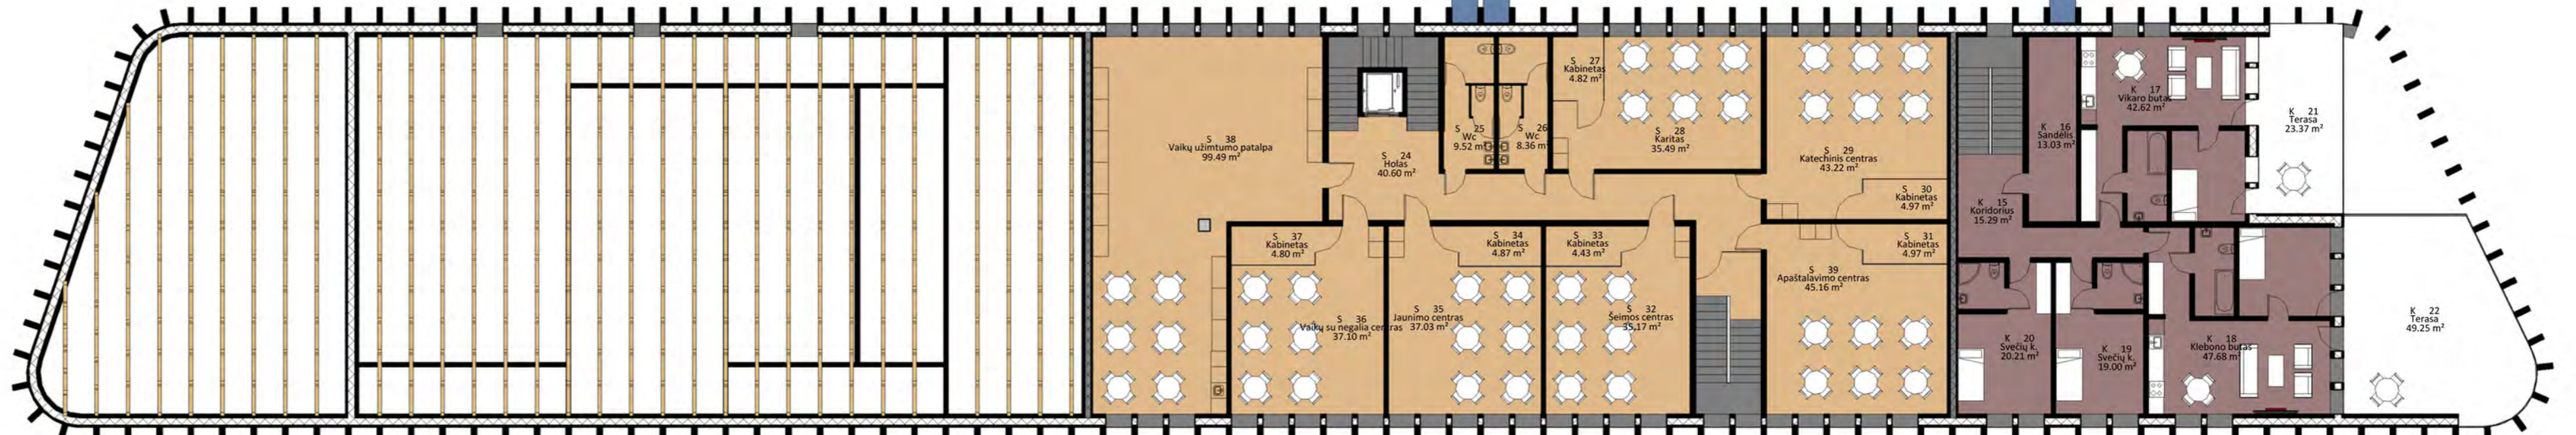 S 38
Vaikų užimtumo patalpa
99.49 m²
S 24
Holas
40.60 m²
S 25
Wc
9.52 m²
S 26
Wc
8.36 m²
S 27
Kabinetas
4.82 m²
S 28
Karitas
35.49 m²
S 29
Katechinis centras
43.22 m²
S 30
Kabinetas
4.97 m²
S 31
Kabinetas
4.97 m²
S 39
Apaštalavimo centras
45.16 m²
S 37
Kabinetas
4.80 m²
S 36
Vaikų su negalia centras
37.10 m²
S 34
Kabinetas
4.87 m²
S 35
Jaunimo centras
37.03 m²
S 33
Kabinetas
4.43 m²
S 32
Šeimos centras
35.17 m²
K 15
Koridorius
15.29 m²
K 16
Sandėlis
13.03 m²
K 17
Vikaro butas
42.62 m²
K 21
Terasa
23.37 m²
K 20
Svečių k.
20.21 m²
K 19
Svečių k.
19.00 m²
K 18
Klebono butas
47.68 m²
K 22
Terasa
49.25 m²